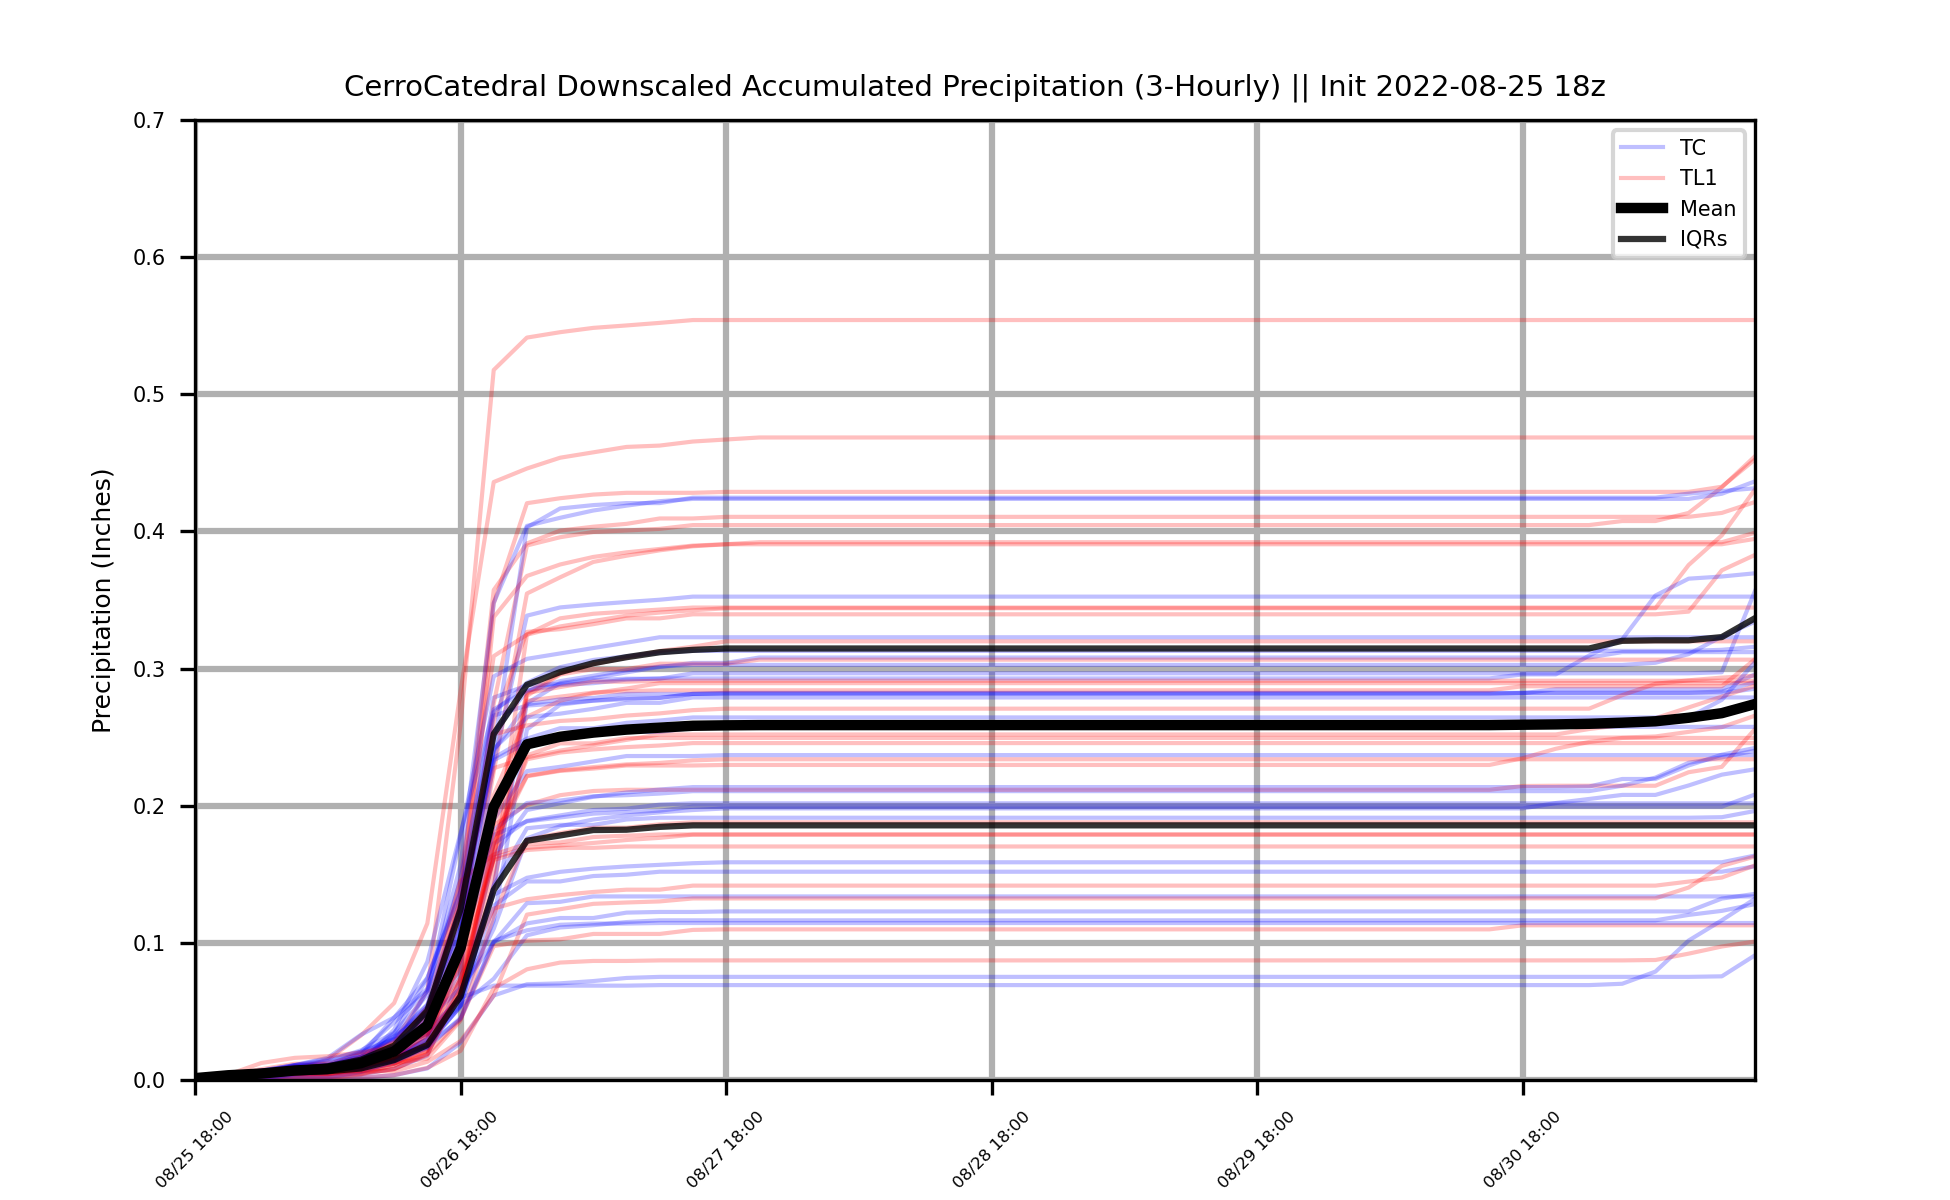 CerroCatedral Downscaled Accumulated Precipitation (3-Hourly) || Init 2022-08-25 18z
0.7
0.6
0.5
0.4
0.3
0.2
0.1
0.0
Precipitation (Inches)
TC
TL1
Mean
IQRs
08/25 18:00
08/26 18:00
08/27 18:00
08/28 18:00
08/29 18:00
08/30 18:00